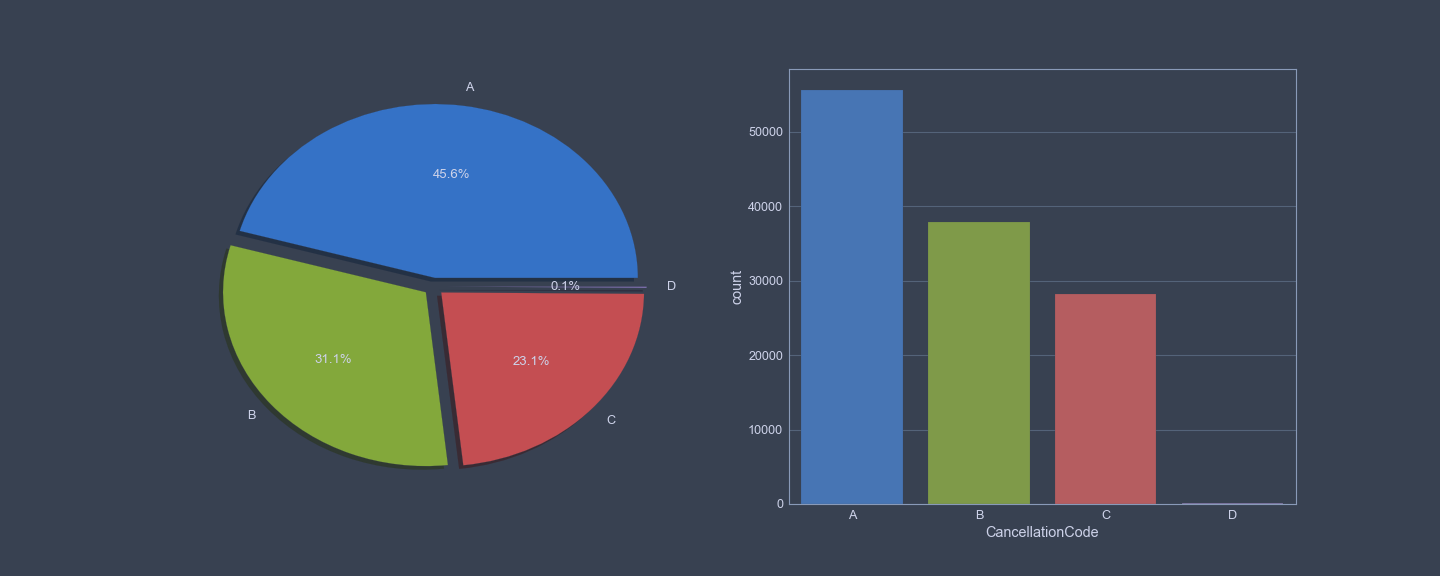 A
45.6%
0.1%
D
31.1%
23.1%
B
C
50000
40000
30000
20000
10000
0
count
A B C D
CancellationCode